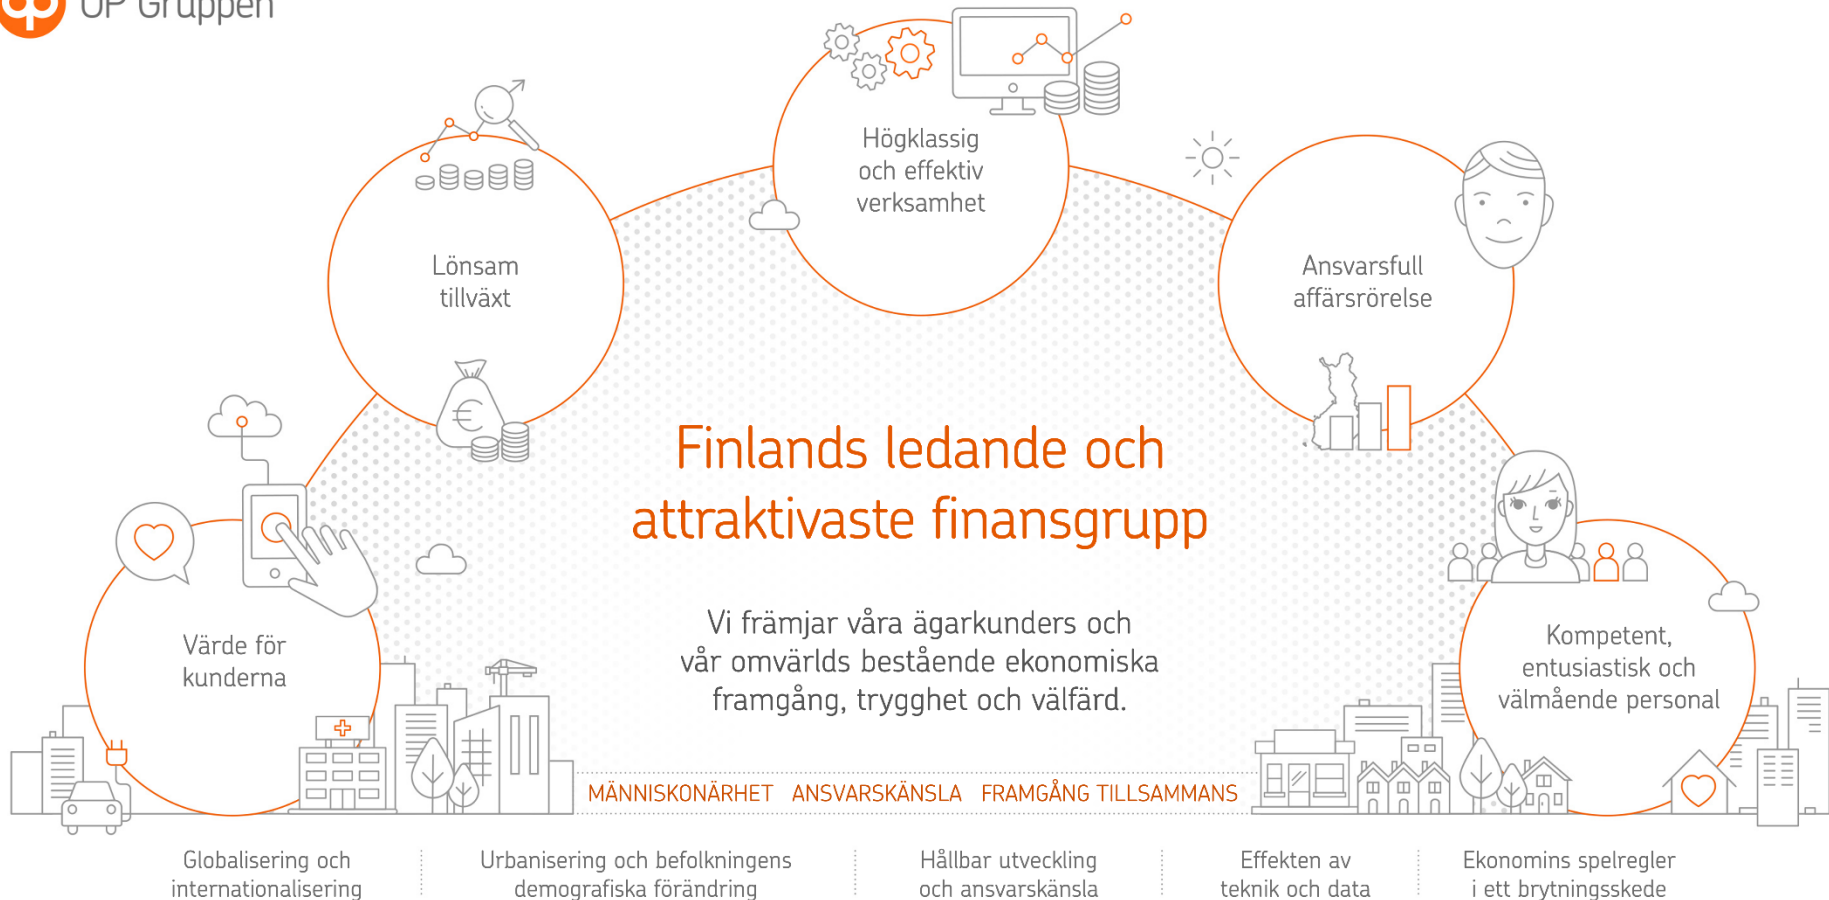 OP Gruppen
Högklassig
och effektiv
verksamhet
Lönsam
tillväxt
Ansvarsfull
affärsrörelse
Finlands ledande och
attraktivaste finansgrupp
Värde för
kunderna
Vi främjar våra ägarkunders och
vår omvärlds bestående ekonomiska
framgång, trygghet och välfärd.
Kompetent,
entusiastisk och
välmående personal
MÄNNISKONÄRHET ANSVARSKÄNSLA FRAMGÅNG TILLSAMMANS
Globalisering och
internationalisering
Urbanisering och befolkningens
demografiska förändring
Hållbar utveckling
och ansvarskänsla
Effekten av
teknik och data
Ekonomins spelregler
i ett brytningsskede